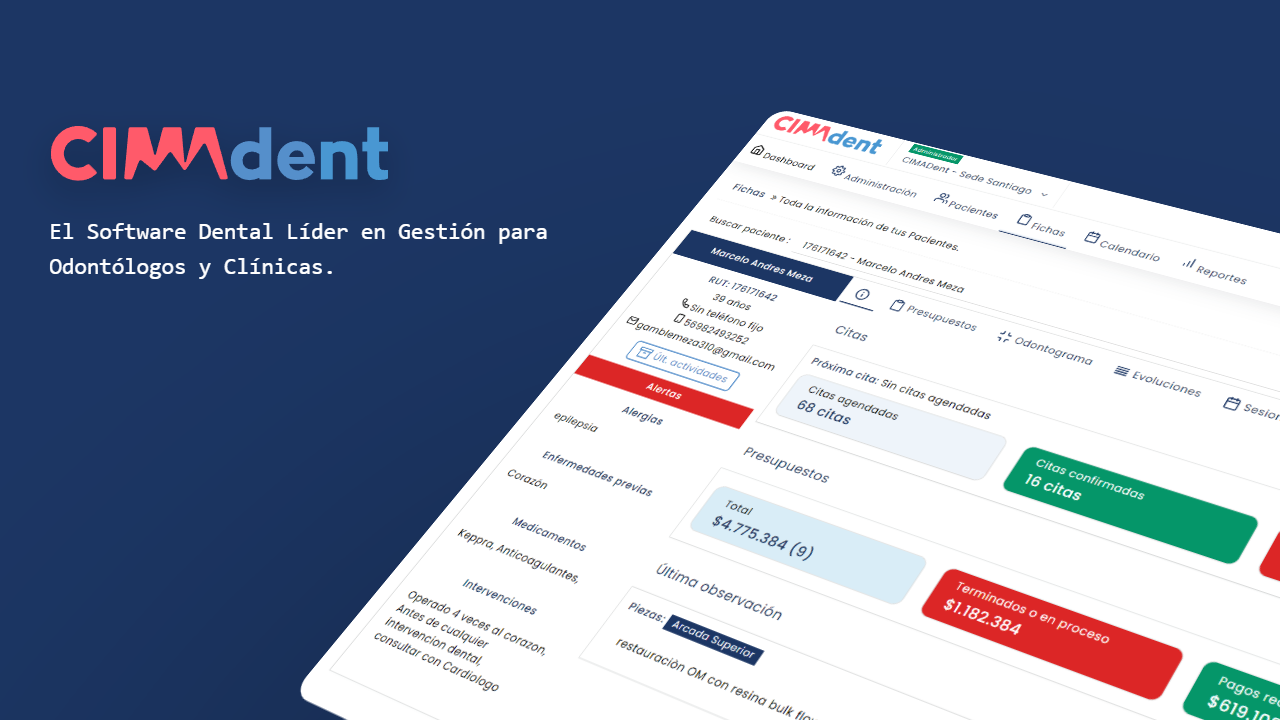 CIMAdent
El Software Dental Líder en Gestión para
Odontólogos y Clínicas.
CIMAdent
Administrador
CIMADent - Sede Santiago
Dashboard
Administración
Pacientes
Fichas
Calendario
Reportes
Fichas » Toda la información de tus Pacientes.
Buscar paciente : 176171642 - Marcelo Andres Meza
Marcelo Andres Meza
RUT: 176171642
39 años
Sin teléfono fijo
56982493252
gamblemeza310@gmail.com
Últ. actividades
Alertas
Alergias
epilepsia
Enfermedades previas
Corazón
Medicamentos
Keppra, Anticoagulantes,
Intervenciones
Operado 4 veces al corazon,
Antes de cualquier
intervencion dental,
consultar con Cardiologo
Presupuestos
Odontograma
Evoluciones
Sesion
Citas
Próxima cita: Sin citas agendadas
Citas agendadas
68 citas
Citas confirmadas
16 citas
Presupuestos
Total
$4.775.384 (9)
Terminados o en proceso
$1.182.384
Pagos re
$619.10
Última observación
Piezas: Arcada Superior
restauración OM con resina bulk flow